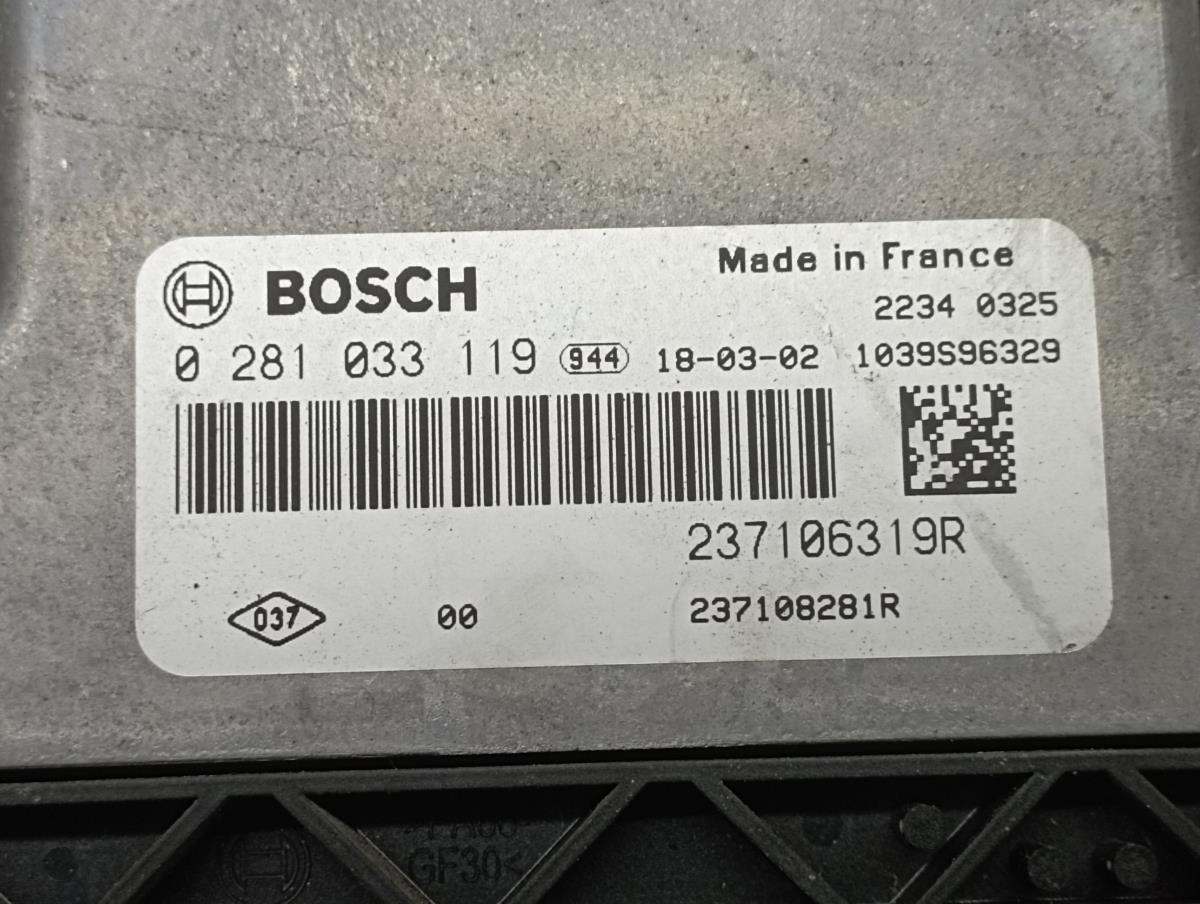 BOSCH
Made in France
2234 0325
0 281 033 119 944 18-03-02 1039S96329
237106319R
037 00 237108281R
GF30<